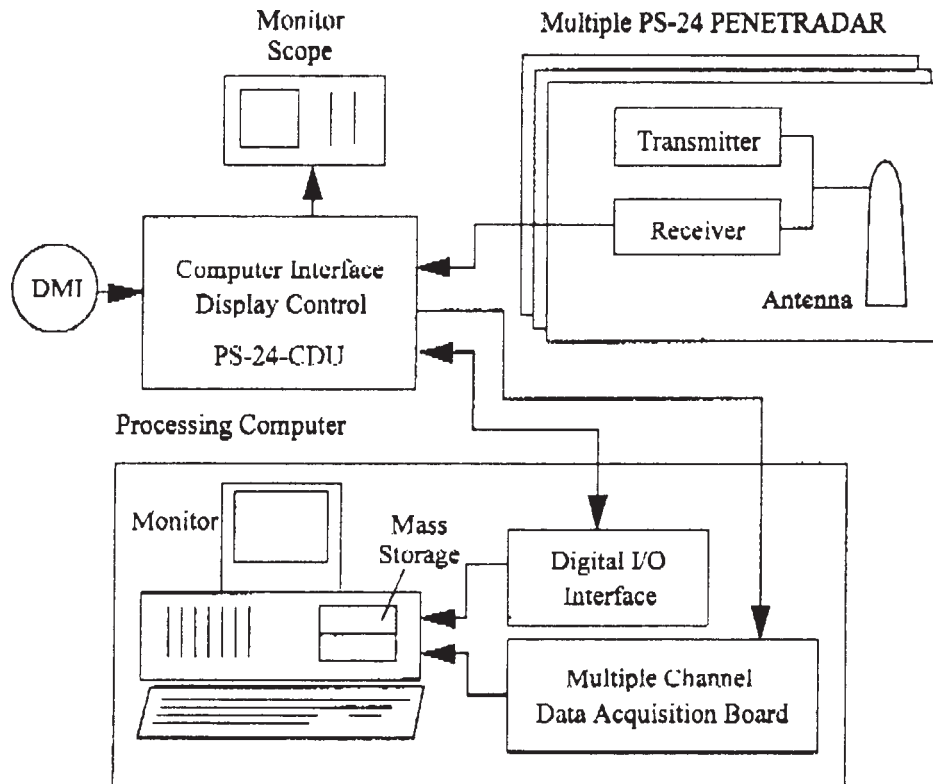 Monitor
Scope
Multiple PS-24 PENETRADAR
Transmitter
Receiver
Antenna
DMI
Computer Interface
Display Control
PS-24-CDU
Processing Computer
Monitor
Mass
Storage
Digital I/O
Interface
Multiple Channel
Data Acquisition Board